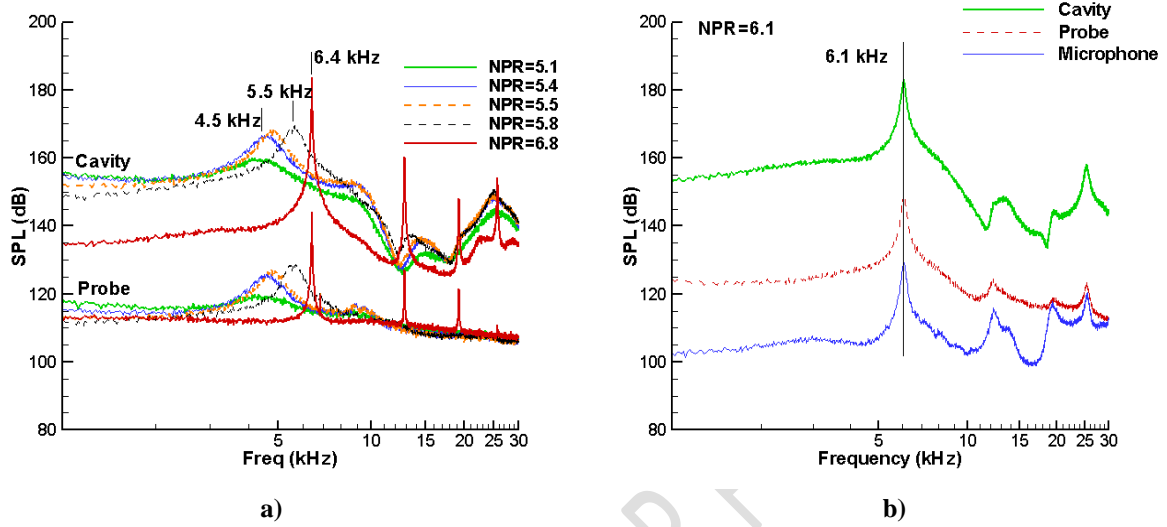 200
180
160
140
120
100
80
SPL (dB)
6.4 kHz
5.5 kHz
4.5 kHz
NPR=5.1
NPR=5.4
NPR=5.5
NPR=5.8
NPR=6.8
Cavity
Probe
5 10 15 20 25 30
Freq (kHz)
a)
200
180
160
140
120
100
80
SPL (dB)
NPR=6.1
6.1 kHz
Cavity
Probe
Microphone
5 10 15 20 25 30
Frequency (kHz)
b)